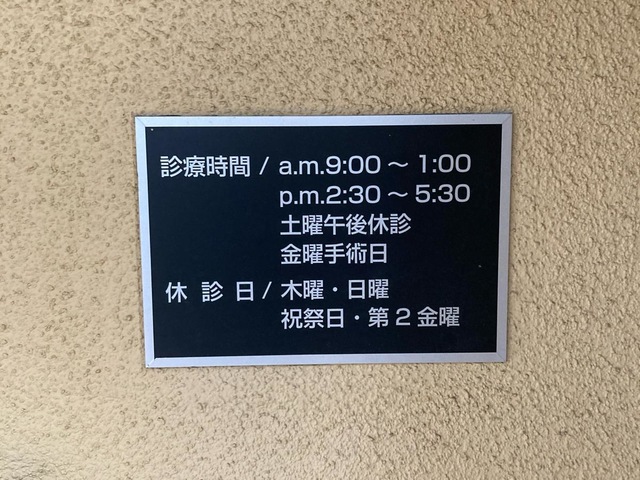 診療時間 / a.m.9:00 ～ 1:00
p.m.2:30 ～ 5:30
土曜午後休診
金曜手術日
休 診 日 / 木曜・日曜
祝祭日・第２金曜